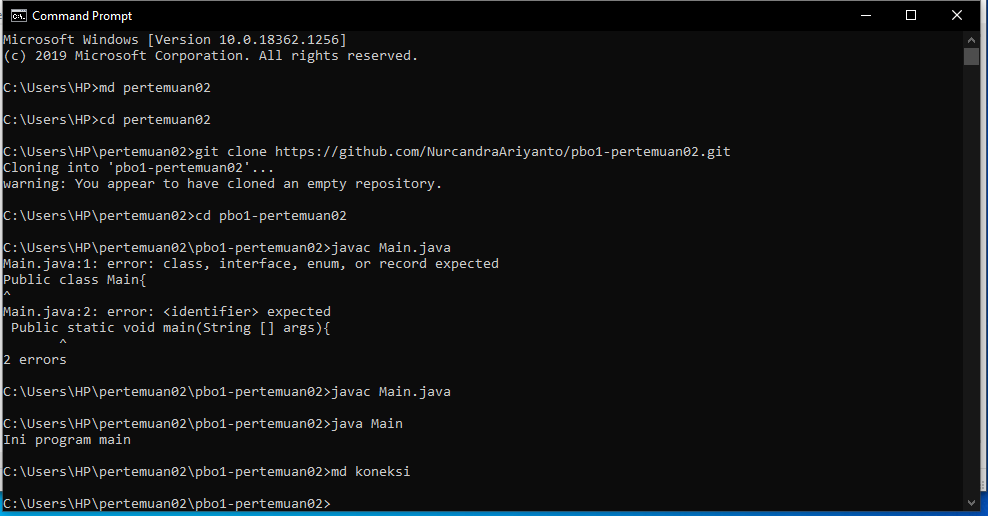 Command Prompt
Microsoft Windows [Version 10.0.18362.1256]
(c) 2019 Microsoft Corporation. All rights reserved.
C:\Users\HP>md pertemuan02
C:\Users\HP>cd pertemuan02
C:\Users\HP\pertemuan02>git clone https://github.com/NurcandraAriyanto/pbo1-pertemuan02.git
Cloning into 'pbo1-pertemuan02'...
warning: You appear to have cloned an empty repository.
C:\Users\HP\pertemuan02>cd pbo1-pertemuan02
C:\Users\HP\pertemuan02\pbo1-pertemuan02>javac Main.java
Main.java:1: error: class, interface, enum, or record expected
Public class Main{
^
Main.java:2: error: <identifier> expected
 Public static void main(String [] args){
       ^
2 errors
C:\Users\HP\pertemuan02\pbo1-pertemuan02>javac Main.java
C:\Users\HP\pertemuan02\pbo1-pertemuan02>java Main
Ini program main
C:\Users\HP\pertemuan02\pbo1-pertemuan02>md koneksi
C:\Users\HP\pertemuan02\pbo1-pertemuan02>